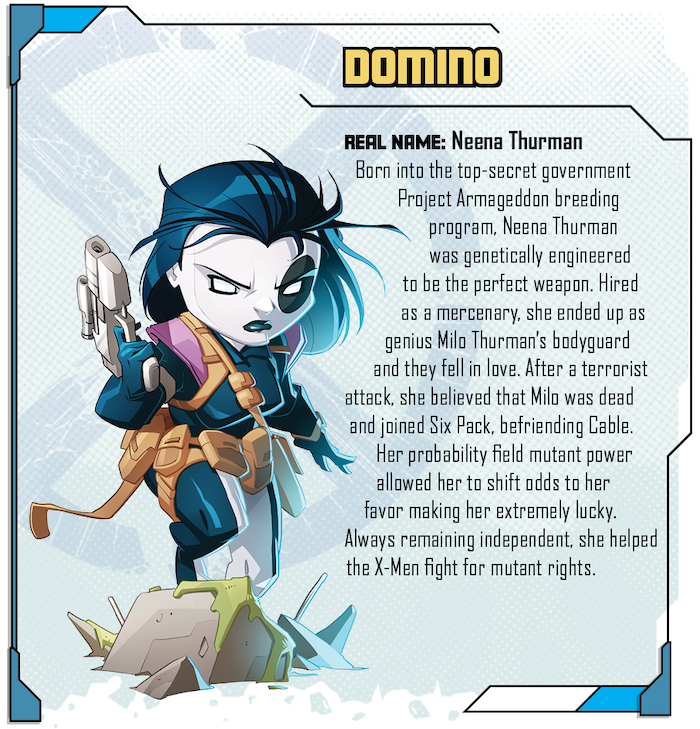 DOMINO
REAL NAME: Neena Thurman
Born into the top-secret government
Project Armageddon breeding
program, Neena Thurman
was genetically engineered
to be the perfect weapon. Hired
as a mercenary, she ended up as
genius Milo Thurman's bodyguard
and they fell in love. After a terrorist
attack, she believed that Milo was dead
and joined Six Pack, befriending Cable.
Her probability field mutant power
allowed her to shift odds to her
favor making her extremely lucky.
Always remaining independent, she helped
the X-Men fight for mutant rights.